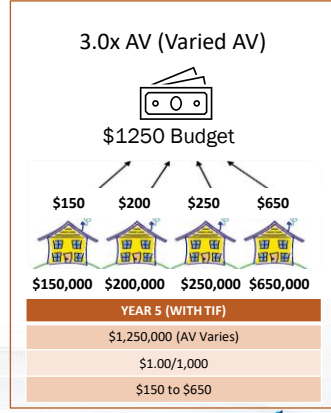 3.0x AV (Varied AV)
$1250 Budget
$150 $200 $250 $650
$150,000 $200,000 $250,000 $650,000
YEAR 5 (WITH TIF)
$1,250,000 (AV Varies)
$1.00/1,000
$150 to $650